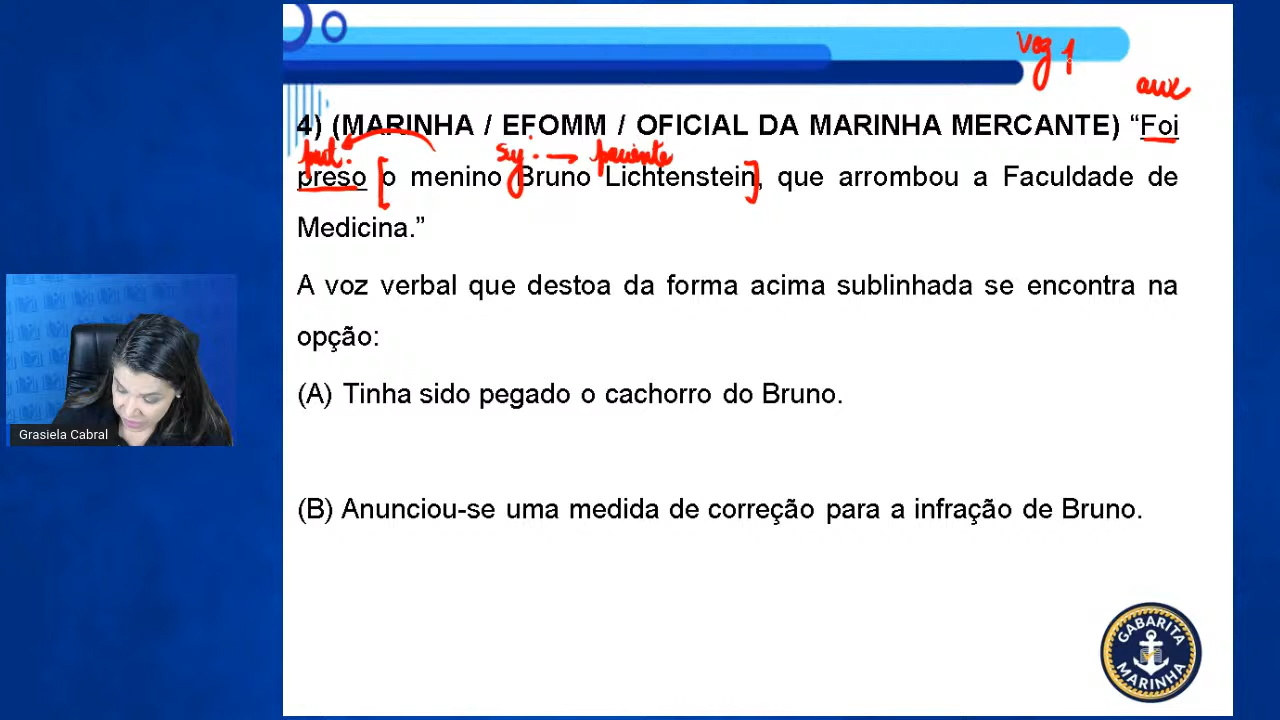 voz p
aux
4) (MARINHA / EFOMM / OFICIAL DA MARINHA MERCANTE) “Foi
part. suj. → paciente
preso [o menino Bruno Lichtenstein], que arrombou a Faculdade de
Medicina.”
A voz verbal que destoa da forma acima sublinhada se encontra na
opção:
(A) Tinha sido pegado o cachorro do Bruno.
Grasiela Cabral
(B) Anunciou-se uma medida de correção para a infração de Bruno.
GABARITA
MARINHA